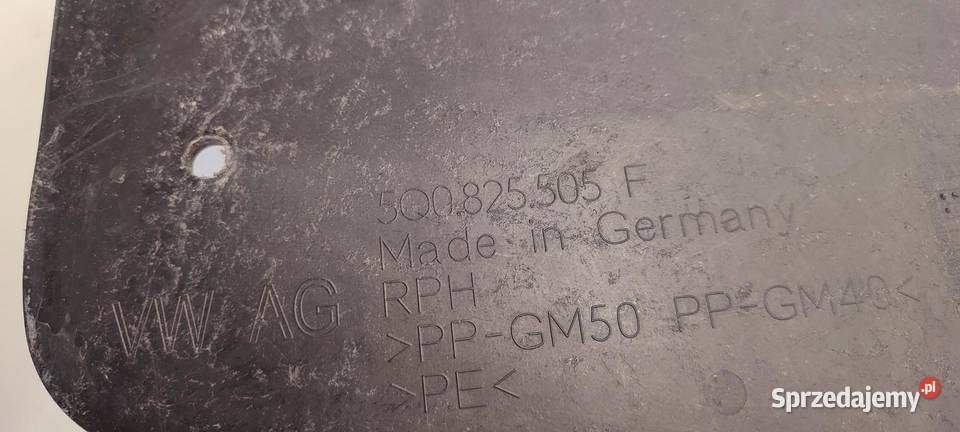 5Q0.825.505 F
Made in Germany
VW AG
RPH
>PP-GM50 PP-GM40<
>PE<
Sprzedajemy.pl